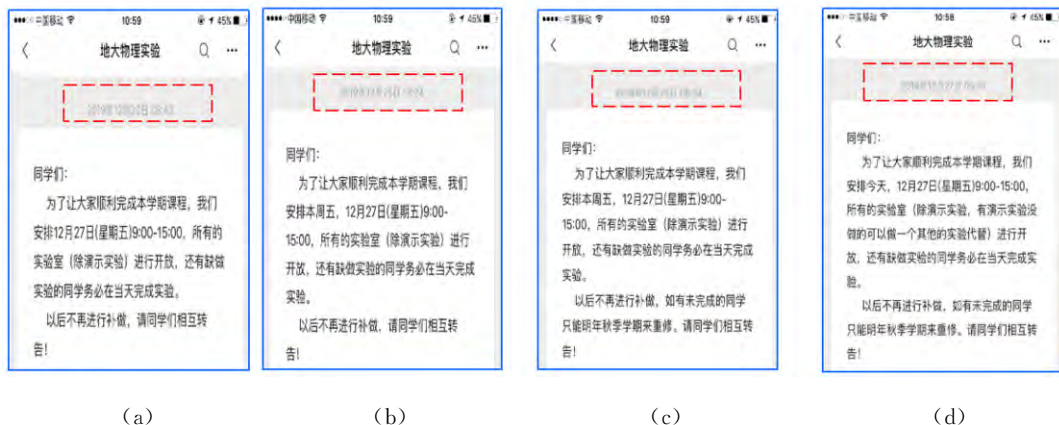 中国移动 10:59 45%
地大物理实验
同学们：
为了让大家顺利完成本学期课程，我们
安排12月27日(星期五)9:00-15:00，所有的
实验室（除演示实验）进行开放，还有缺做
实验的同学务必在当天完成实验。
以后不再进行补做，请同学们相互转
告！
(a)
中国移动 10:59 45%
地大物理实验
同学们：
为了让大家顺利完成本学期课程，我们
安排本周五，12月27日(星期五)9:00-
15:00，所有的实验室（除演示实验）进行
开放，还有缺做实验的同学务必在当天完成
实验。
以后不再进行补做，请同学们相互转
告！
(b)
中国移动 10:59 45%
地大物理实验
同学们：
为了让大家顺利完成本学期课程，我们
安排本周五，12月27日(星期五)9:00-
15:00，所有的实验室（除演示实验）进行
开放，还有缺做实验的同学务必在当天完成
实验。
以后不再进行补做，如有未完成的同学
只能明年秋季学期来重修。请同学们相互转
告！
(c)
中国移动 10:58 45%
地大物理实验
同学们：
为了让大家顺利完成本学期课程，我们
安排今天，12月27日(星期五)9:00-15:00，
所有的实验室（除演示实验，有演示实验没
做的可以做一个其他的实验代替）进行开
放，还有缺做实验的同学务必在当天完成实
验。
以后不再进行补做，如有未完成的同学
只能明年秋季学期来重修。请同学们相互转
告！
(d)